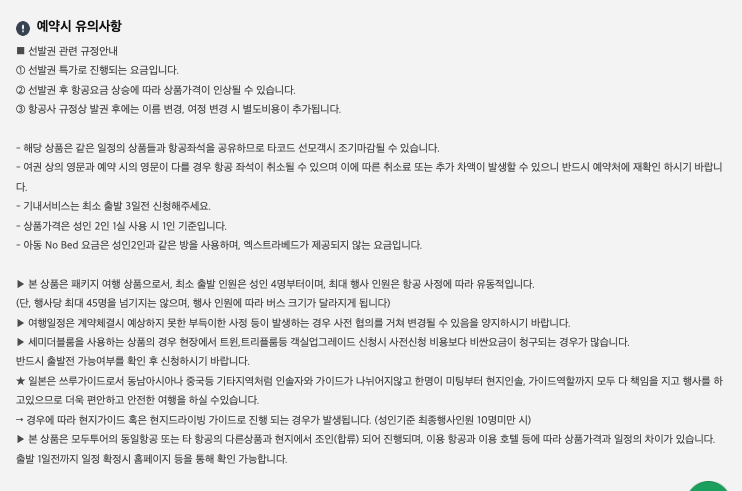 예약시 유의사항
■ 선발권 관련 규정안내
① 선발권 특가로 진행되는 요금입니다.
② 선발권 후 항공요금 상승에 따라 상품가격이 인상될 수 있습니다.
③ 항공사 규정상 발권 후에는 이름 변경, 여정 변경 시 별도비용이 추가됩니다.
- 해당 상품은 같은 일정의 상품들과 항공좌석을 공유하므로 타코드 선모객시 조기마감될 수 있습니다.
- 여권 상의 영문과 예약 시의 영문이 다를 경우 항공 좌석이 취소될 수 있으며 이에 따른 취소료 또는 추가 차액이 발생할 수 있으니 반드시 예약처에 재확인 하시기 바랍니
다.
- 기내서비스는 최소 출발 3일전 신청해주세요.
- 상품가격은 성인 2인 1실 사용 시 1인 기준입니다.
- 아동 No Bed 요금은 성인2인과 같은 방을 사용하며, 엑스트라베드가 제공되지 않는 요금입니다.
▶ 본 상품은 패키지 여행 상품으로서, 최소 출발 인원은 성인 4명부터이며, 최대 행사 인원은 항공 사정에 따라 유동적입니다.
(단, 행사당 최대 45명을 넘기지는 않으며, 행사 인원에 따라 버스 크기가 달라지게 됩니다)
▶ 여행일정은 계약체결시 예상하지 못한 부득이한 사정 등이 발생하는 경우 사전 협의를 거쳐 변경될 수 있음을 양지하시기 바랍니다.
▶ 세미더블룸을 사용하는 상품의 경우 현장에서 트윈,트리플룸등 객실업그레이드 신청시 사전신청 비용보다 비싼요금이 청구되는 경우가 많습니다.
반드시 출발전 가능여부를 확인 후 신청하시기 바랍니다.
★ 일본은 쓰루가이드로서 동남아시아나 중국등 기타지역처럼 인솔자와 가이드가 나뉘어지않고 한명이 미팅부터 현지인솔, 가이드역할까지 모두 다 책임을 지고 행사를 하
고있으므로 더욱 편안하고 안전한 여행을 하실 수있습니다.
→ 경우에 따라 현지가이드 혹은 현지드라이빙 가이드로 진행 되는 경우가 발생됩니다. (성인기준 최종행사인원 10명미만 시)
▶ 본 상품은 모두투어의 동일항공 또는 타 항공의 다른상품과 현지에서 조인(합류) 되어 진행되며, 이용 항공과 이용 호텔 등에 따라 상품가격과 일정의 차이가 있습니다.
출발 1일전까지 일정 확정시 홈페이지 등을 통해 확인 가능합니다.